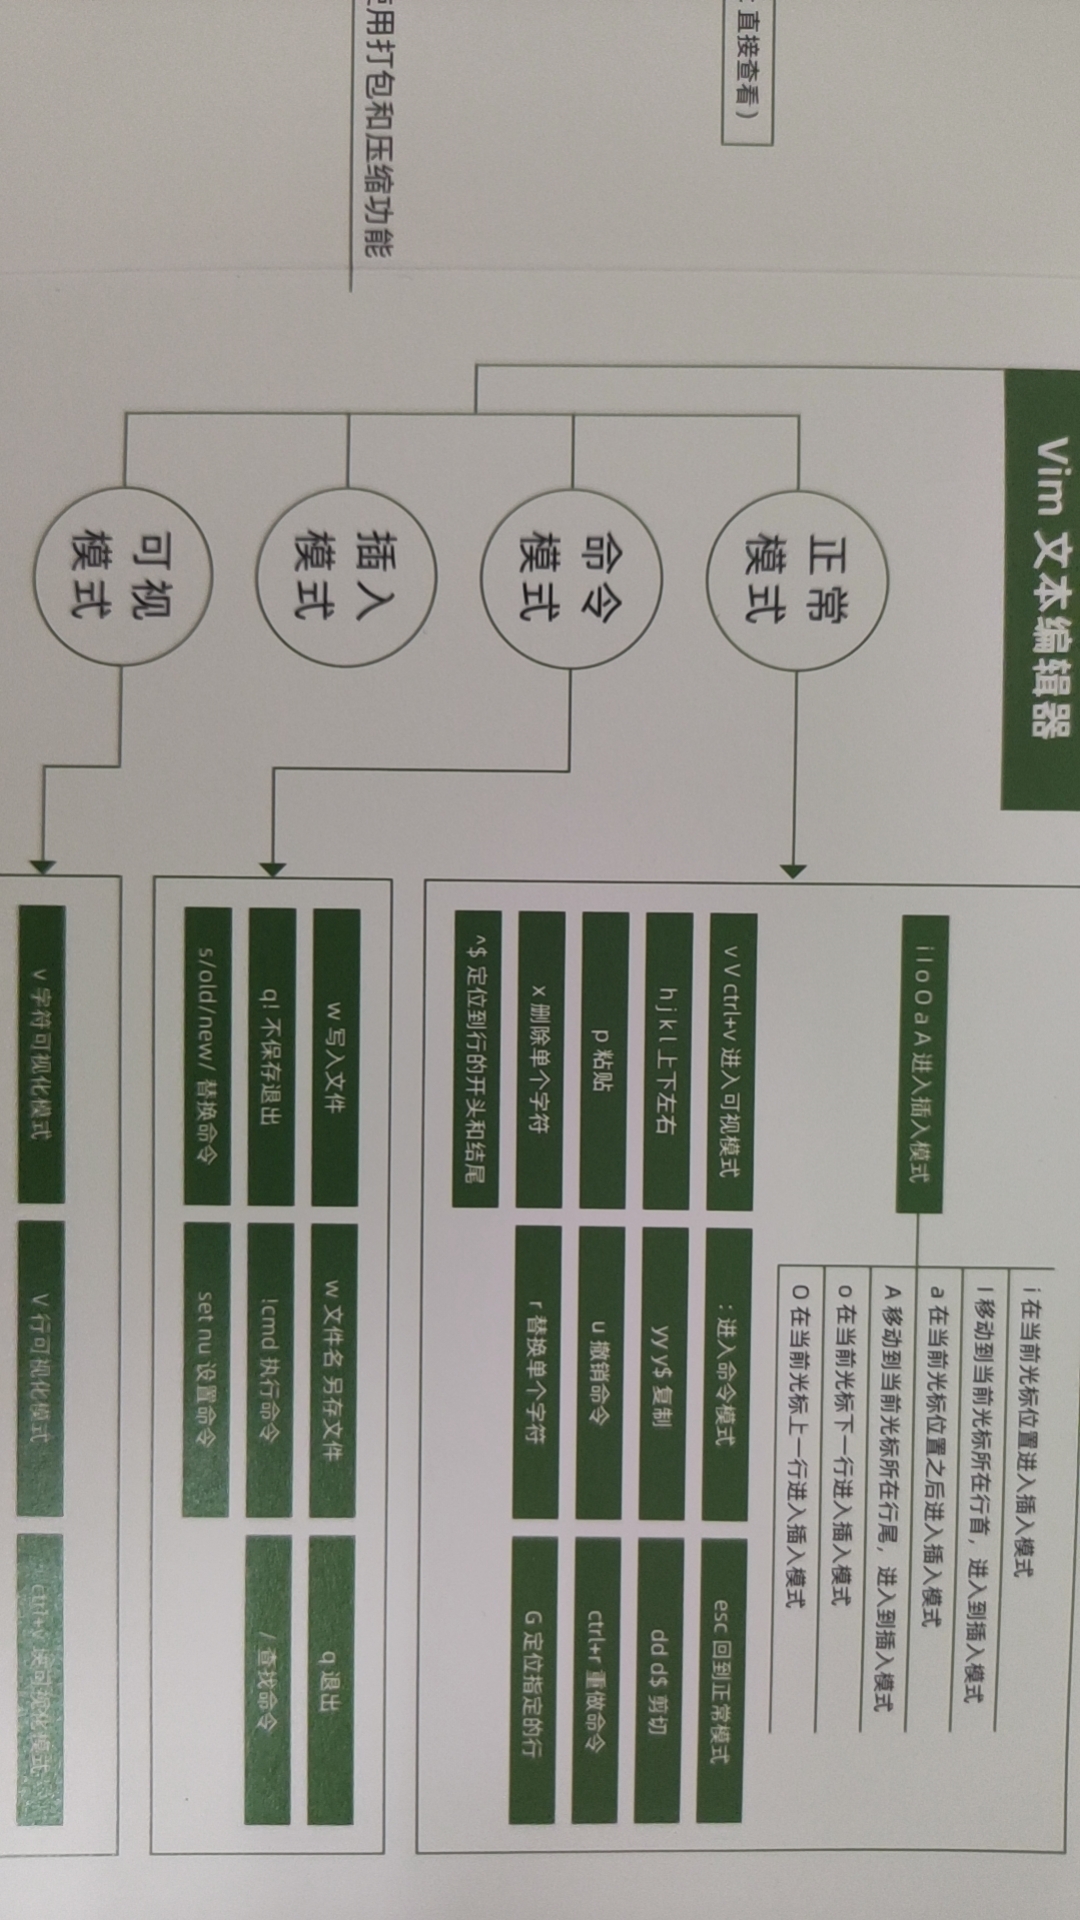 ：直接查看）
用打包和压缩功能
Vim 文本编辑器
正常
模式
命令
模式
插入
模式
可视
模式
i I o O a A 进入插入模式
i 在当前光标位置进入插入模式
I 移动到当前光标所在行首，进入到插入模式
a 在当前光标位置之后进入插入模式
A 移动到当前光标所在行尾，进入到插入模式
o 在当前光标下一行进入插入模式
O 在当前光标上一行进入插入模式
v V ctrl+v 进入可视模式
: 进入命令模式
esc 回到正常模式
h j k l 上下左右
yy y$ 复制
dd d$ 剪切
p 粘贴
u 撤销命令
ctrl+r 重做命令
x 删除单个字符
r 替换单个字符
G 定位指定的行
^$ 定位到行的开头和结尾
w 写入文件
w 文件名 另存文件
q 退出
q! 不保存退出
!cmd 执行命令
/ 查找命令
s/old/new/ 替换命令
set nu 设置命令
v 字符可视化模式
V 行可视化模式
ctrl+v 块可视化模式